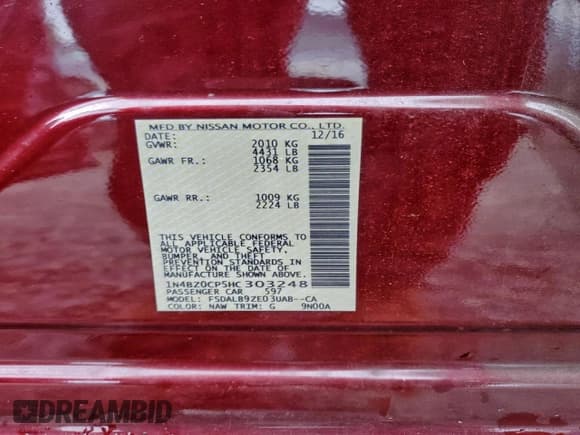 MFD BY NISSAN MOTOR CO., LTD.
DATE: 12/16
GVWR: 2010 KG
4431 LB
GAWR FR.: 1068 KG
2354 LB
GAWR RR.: 1009 KG
2224 LB
THIS VEHICLE CONFORMS TO
ALL APPLICABLE FEDERAL
MOTOR VEHICLE SAFETY,
BUMPER, AND THEFT
PREVENTION STANDARDS IN
EFFECT ON THE DATE OF
MANUFACTURE SHOWN ABOVE.
1N4BZ0CP5HC303248
PASSENGER CAR 597
MODEL: FSDALB9ZE03UAB--CA
COLOR: NAW TRIM: G 9N00A
DREAMBID